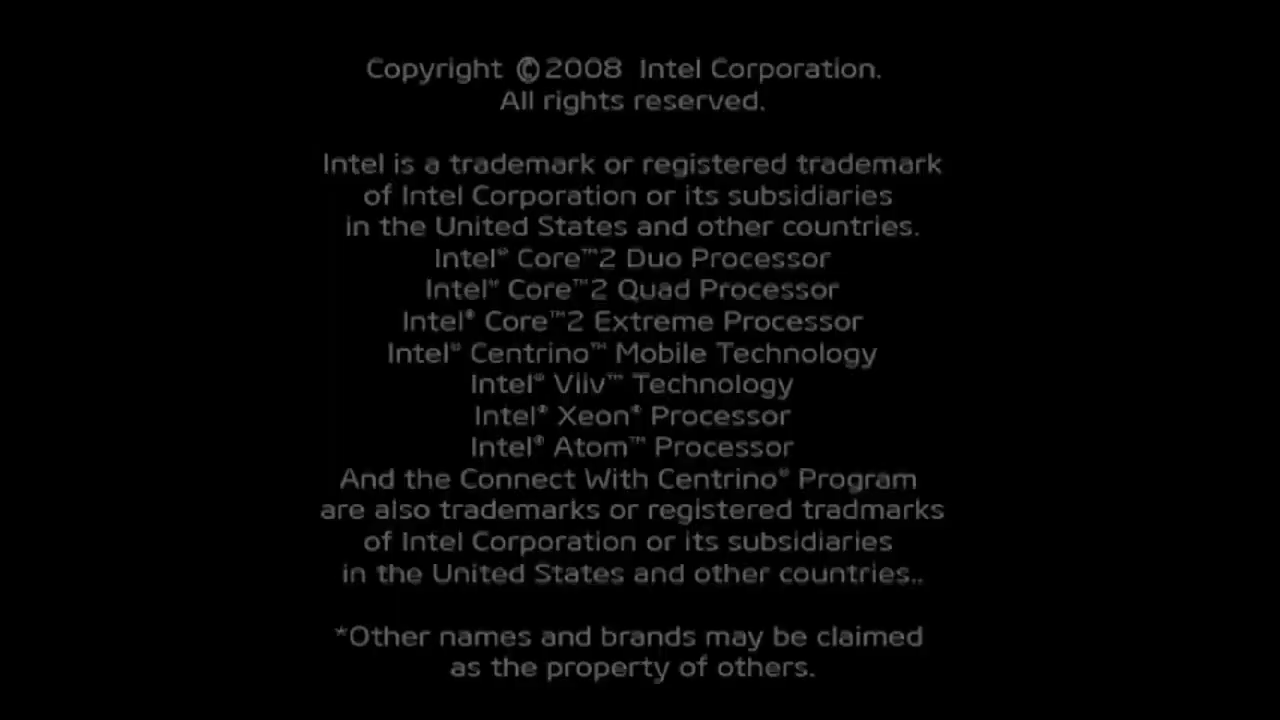 Copyright ©2008 Intel Corporation.
All rights reserved.
Intel is a trademark or registered trademark
of Intel Corporation or its subsidiaries
in the United States and other countries.
Intel® Core™2 Duo Processor
Intel® Core™2 Quad Processor
Intel® Core™2 Extreme Processor
Intel® Centrino™ Mobile Technology
Intel® Viiv™ Technology
Intel® Xeon® Processor
Intel® Atom™ Processor
And the Connect With Centrino® Program
are also trademarks or registered tradmarks
of Intel Corporation or its subsidiaries
in the United States and other countries..
*Other names and brands may be claimed
as the property of others.